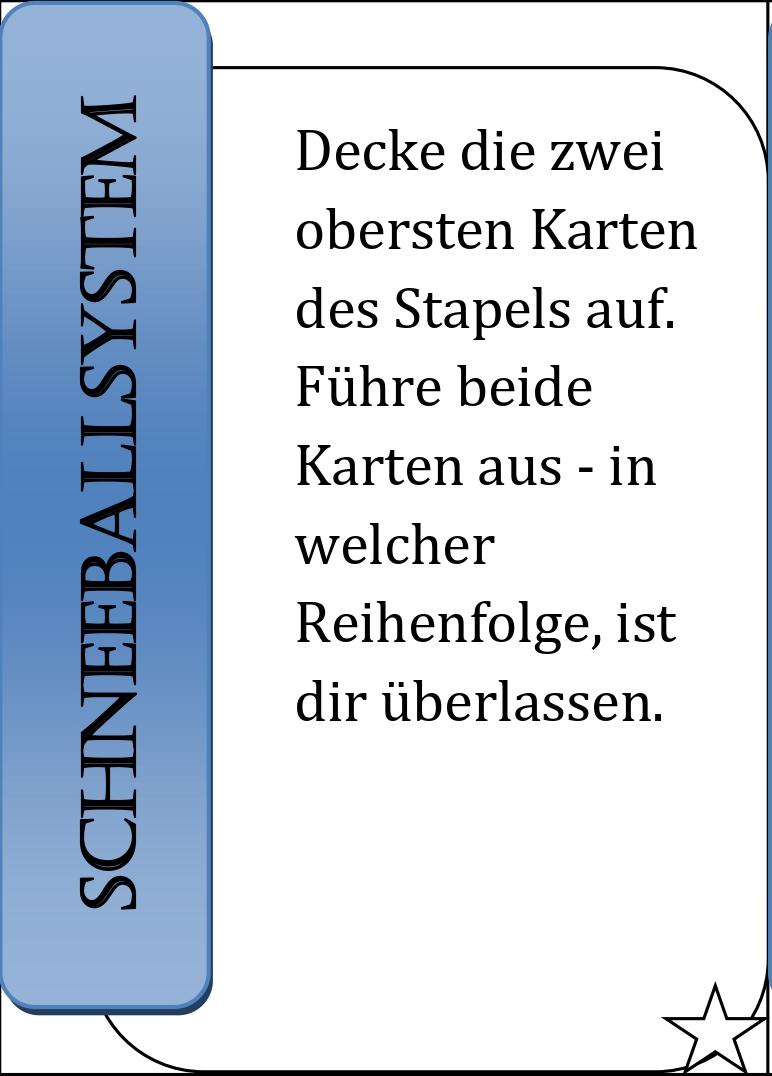 SCHNEEBALLSYSTEM
Decke die zwei
obersten Karten
des Stapels auf.
Führe beide
Karten aus - in
welcher
Reihenfolge, ist
dir überlassen.